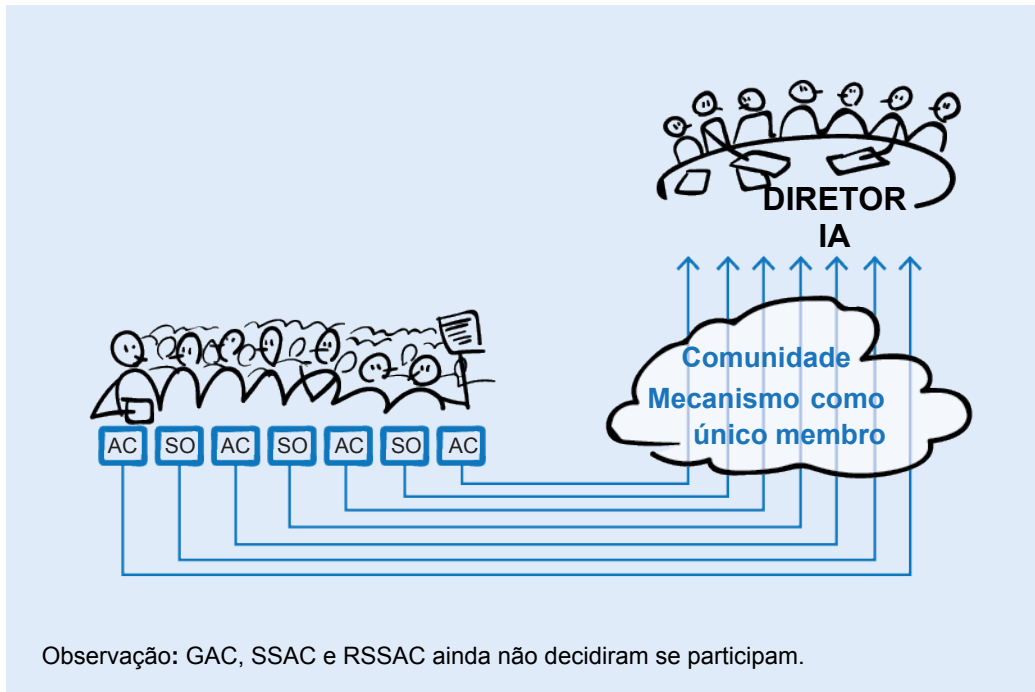 DIRETOR
IA
Comunidade
Mecanismo como
único membro
AC SO AC SO AC SO AC
Observação: GAC, SSAC e RSSAC ainda não decidiram se participam.